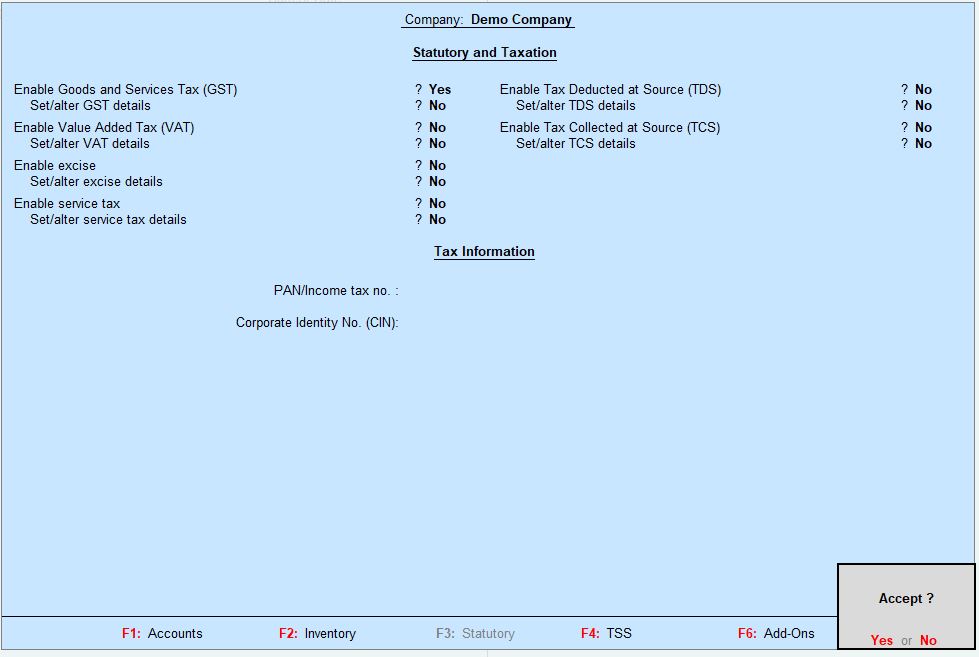 Company: Demo Company
Statutory and Taxation
Enable Goods and Services Tax (GST) ? Yes Enable Tax Deducted at Source (TDS) ? No
Set/alter GST details ? No Set/alter TDS details ? No
Enable Value Added Tax (VAT) ? No Enable Tax Collected at Source (TCS) ? No
Set/alter VAT details ? No Set/alter TCS details ? No
Enable excise ? No
Set/alter excise details ? No
Enable service tax ? No
Set/alter service tax details ? No
Tax Information
PAN/Income tax no. :
Corporate Identity No. (CIN):
Accept ?
Yes or No
F1: Accounts F2: Inventory F3: Statutory F4: TSS F6: Add-Ons